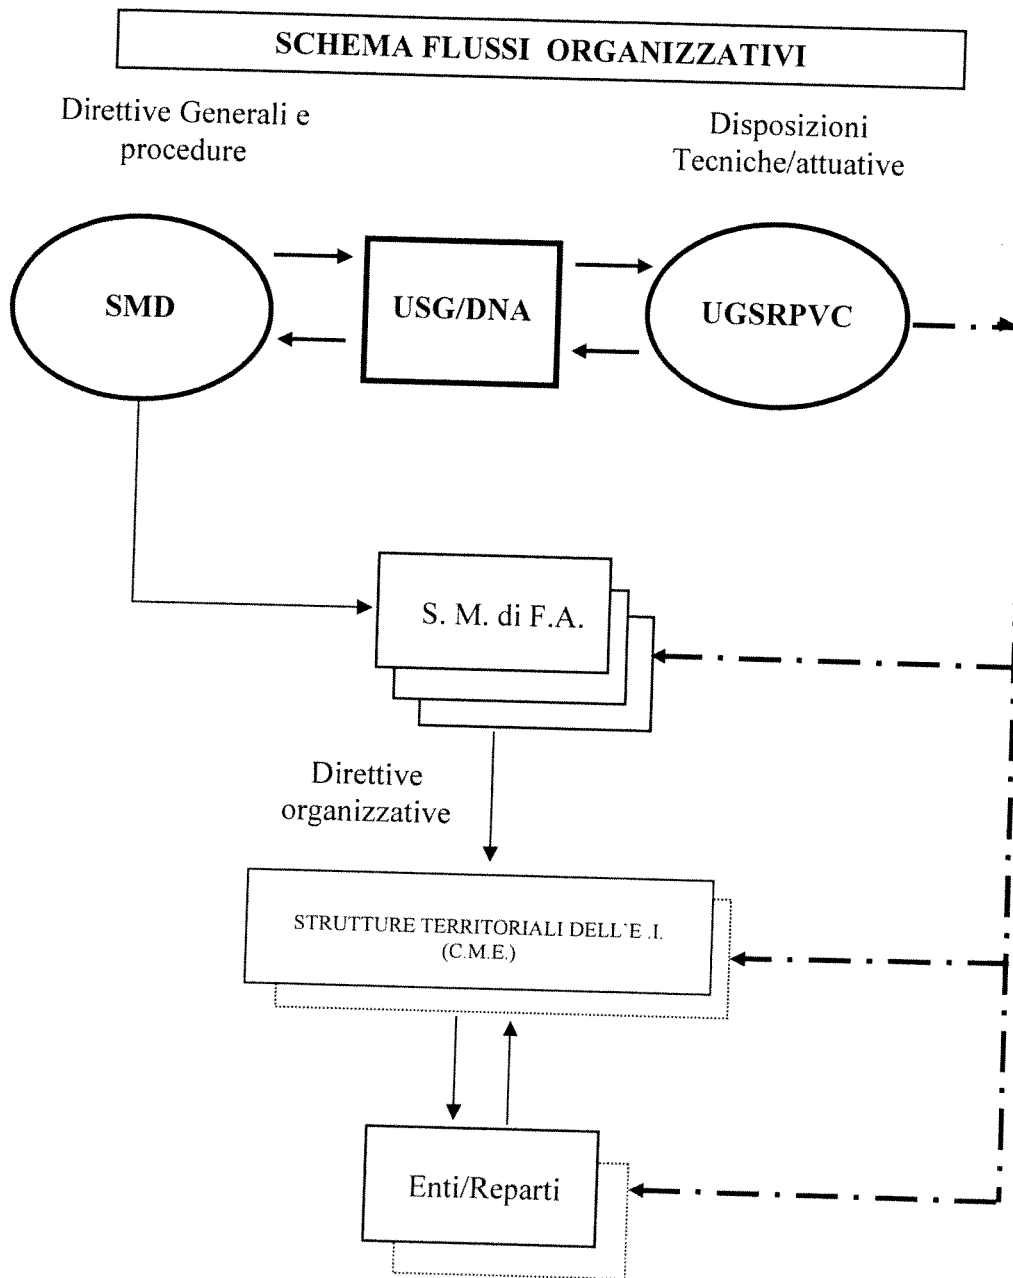 SCHEMA FLUSSI ORGANIZZATIVI
Direttive Generali e
procedure
Disposizioni
Tecniche/attuative
SMD
USG/DNA
UGSRPVC
S. M. di F.A.
Direttive
organizzative
STRUTTURE TERRITORIALI DELL'E .I.
(C.M.E.)
Enti/Reparti